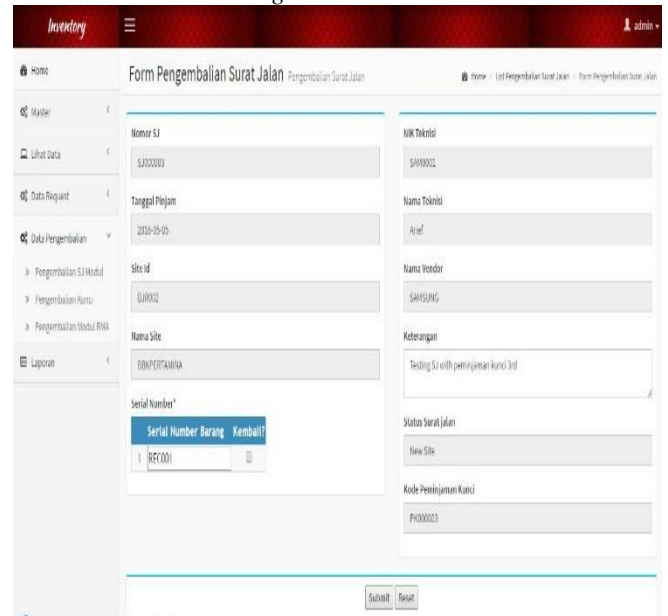 Inventory
admin
Home
Form Pengembalian Surat Jalan Pengembalian Surat Jalan
Home > List Pengembalian Surat Jalan > Form Pengembalian Surat Jalan
Master
Lihat Data
Data Request
Data Pengembalian
Pengembalian SJ Modul
Pengembalian Kunci
Pengembalian Modul RMA
Laporan
Nomor SJ
SJ000003
Tanggal Pinjam
2016-05-05
Site Id
BJR002
Nama Site
BBKPERTAMINA
Serial Number*
Serial Number Barang Kembali?
1 REC001
NIK Teknisi
SAM0001
Nama Teknisi
Arief
Nama Vendor
SAMSUNG
Keterangan
Testing SJ with peminjaman kunci 3rd
Status Surat jalan
New Site
Kode Peminjaman Kunci
PK000003
Submit Reset